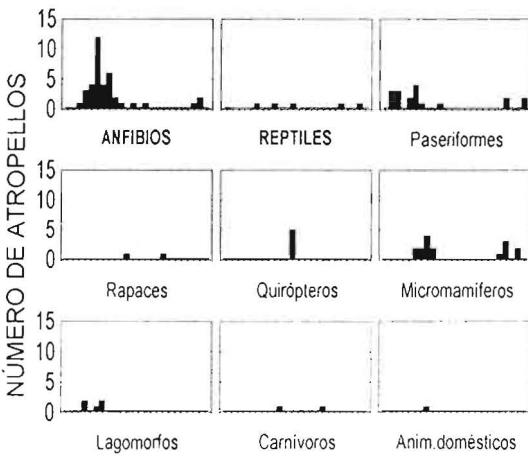 NÚMERO DE ATROPELLOS
15
10
5
0
ANFIBIOS
REPTILES
Paseriformes
15
10
5
0
Rapaces
Quirópteros
Micromamíferos
15
10
5
0
Lagomorfos
Carnívoros
Anim.domésticos